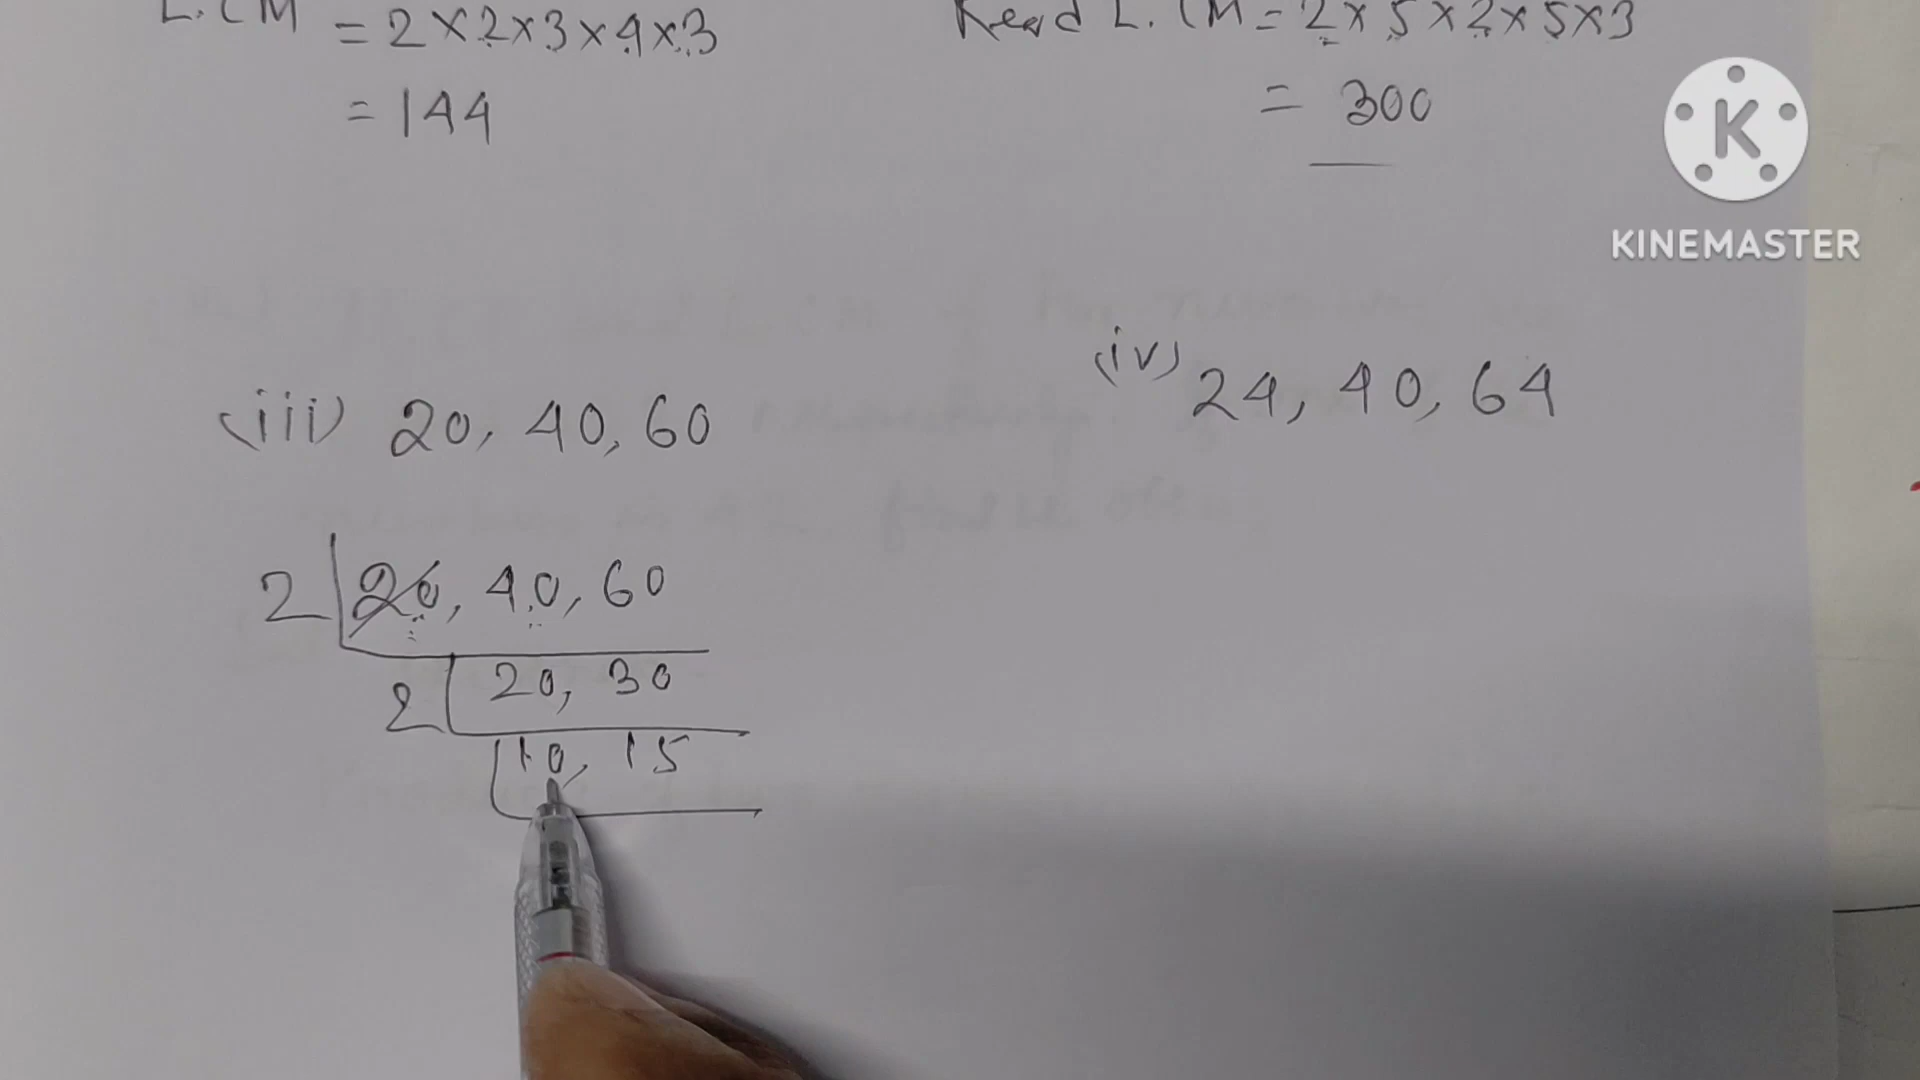 L.CM = 2×2×3×4×3
= 144
Read L.CM = 2×5×2×5×3
= 300
KINEMASTER
(iii) 20, 40, 60
2 20, 40, 60
2 20, 30
10, 15
(iv) 24, 40, 64